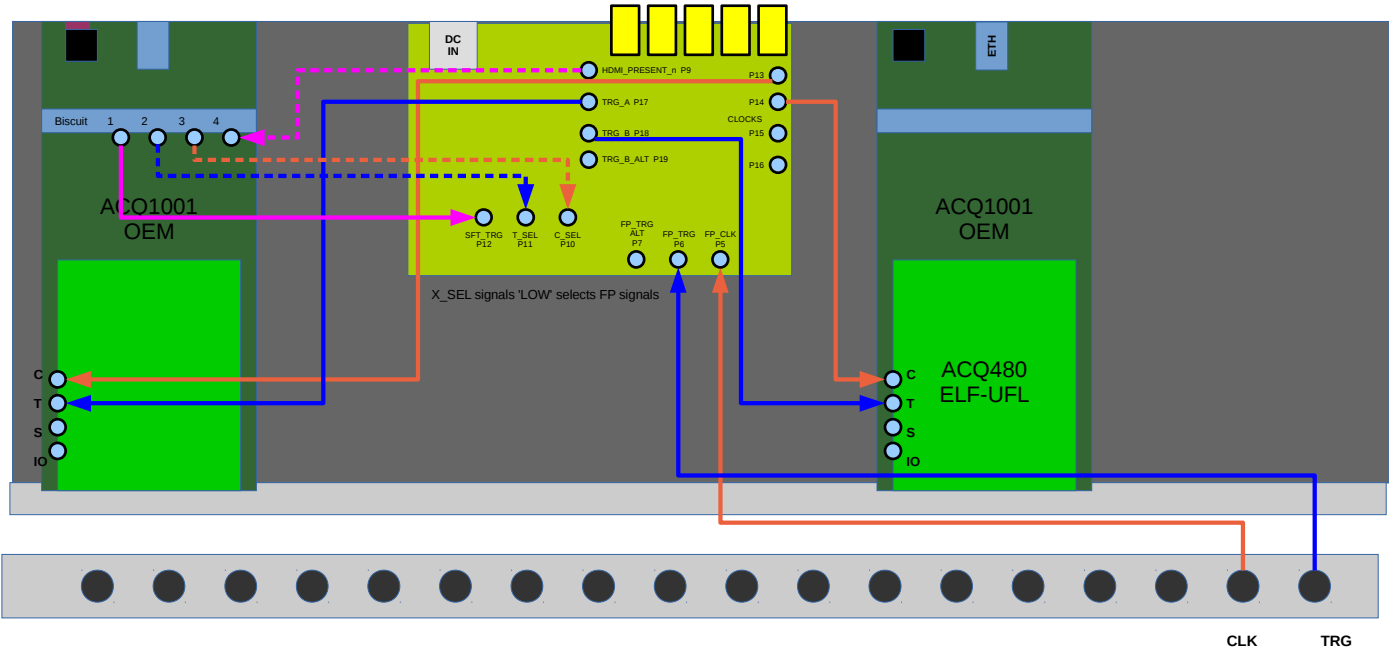 DC
IN
ETH
HDMI_PRESENT_n P9
P13
TRG_A P17
P14
CLOCKS
Biscuit 1 2 3 4
TRG_B P18
P15
TRG_B_ALT P19
P16
ACQ1001
OEM
SFT_TRG
P12
T_SEL
P11
C_SEL
P10
FP_TRG
ALT
P7
FP_TRG
P6
FP_CLK
P5
ACQ1001
OEM
X_SEL signals 'LOW' selects FP signals
C
T
S
IO
ACQ480
ELF-UFL
C
T
S
IO
CLK
TRG